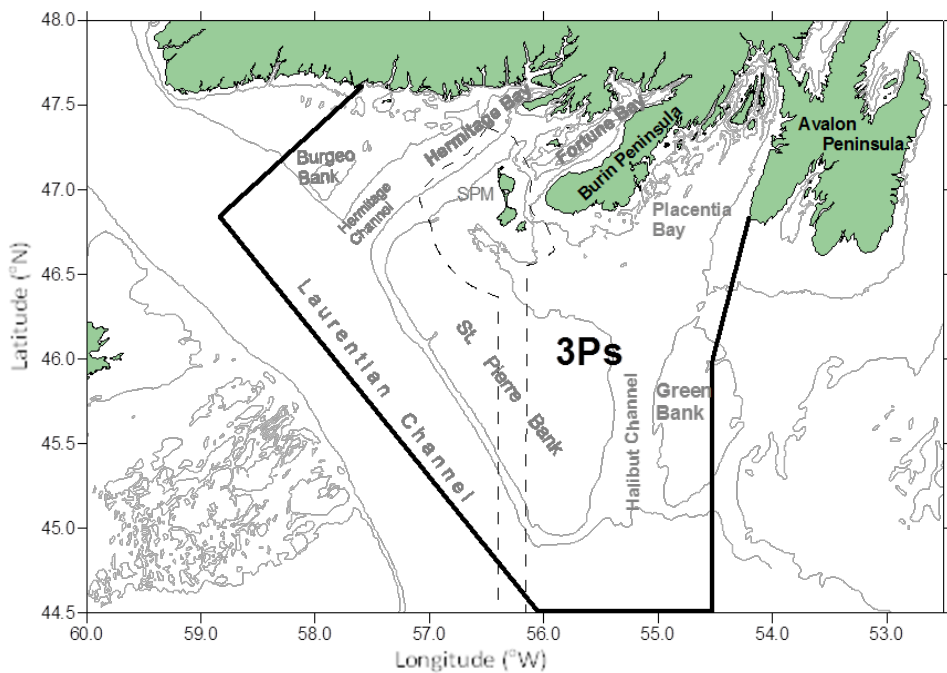 48.0
47.5
47.0
46.5
46.0
45.5
45.0
44.5
Latitude (°N)
Hermitage Bay
Fortune Bay
Burin Peninsula
Avalon
Peninsula
Burgeo
Bank
Hermitage
Channel
SPM
Placentia
Bay
Laurentian Channel
St. Pierre Bank
3Ps
Halibut Channel
Green
Bank
60.0 59.0 58.0 57.0 56.0 55.0 54.0 53.0
Longitude (°W)